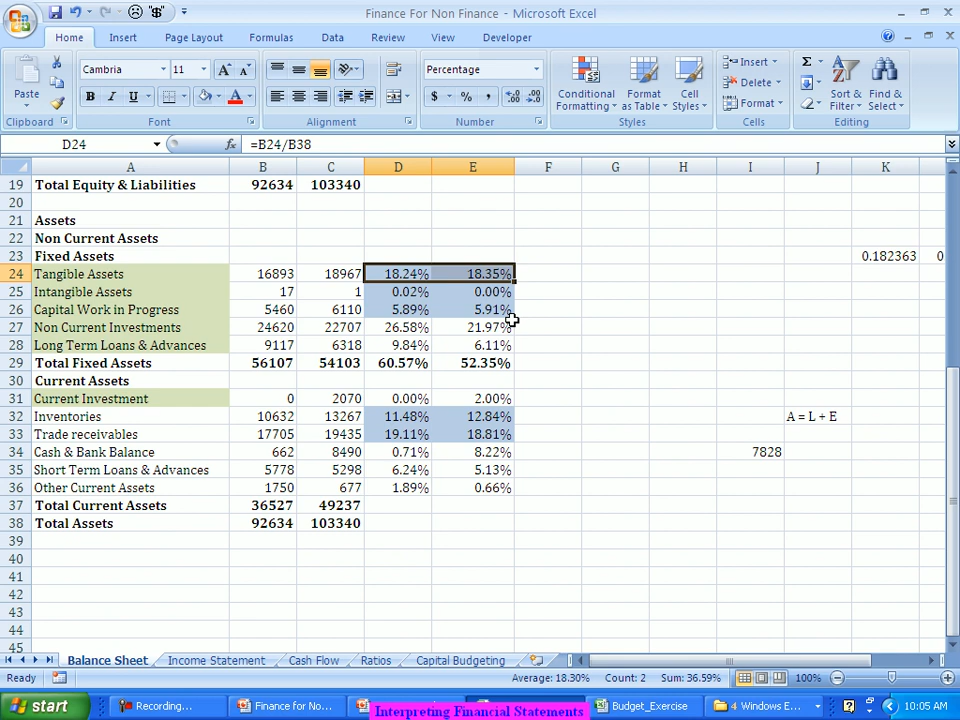 Finance For Non Finance - Microsoft Excel
Home Insert Page Layout Formulas Data Review View Developer
Paste Cambria 11 A A Percentage Conditional Formatting Format as Table Cell Styles Insert Delete Format Sort & Filter Find & Select
B I U A $ % ,
Clipboard Font Alignment Number Styles Cells Editing
D24 fx =B24/B38
A B C D E F G H I J K
19 Total Equity & Liabilities 92634 103340
20
21 Assets
22 Non Current Assets
23 Fixed Assets 0.182363 0
24 Tangible Assets 16893 18967 18.24% 18.35%
25 Intangible Assets 17 1 0.02% 0.00%
26 Capital Work in Progress 5460 6110 5.89% 5.91%
27 Non Current Investments 24620 22707 26.58% 21.97%
28 Long Term Loans & Advances 9117 6318 9.84% 6.11%
29 Total Fixed Assets 56107 54103 60.57% 52.35%
30 Current Assets
31 Current Investment 0 2070 0.00% 2.00%
32 Inventories 10632 13267 11.48% 12.84% A = L + E
33 Trade receivables 17705 19435 19.11% 18.81%
34 Cash & Bank Balance 662 8490 0.71% 8.22% 7828
35 Short Term Loans & Advances 5778 5298 6.24% 5.13%
36 Other Current Assets 1750 677 1.89% 0.66%
37 Total Current Assets 36527 49237
38 Total Assets 92634 103340
39
40
41
42
43
44
45
Balance Sheet Income Statement Cash Flow Ratios Capital Budgeting
Ready Average: 18.30% Count: 2 Sum: 36.59% 100%
start Recording... Finance for No... Budget_Exercise 4 Windows E... 10:05 AM
Interpreting Financial Statements